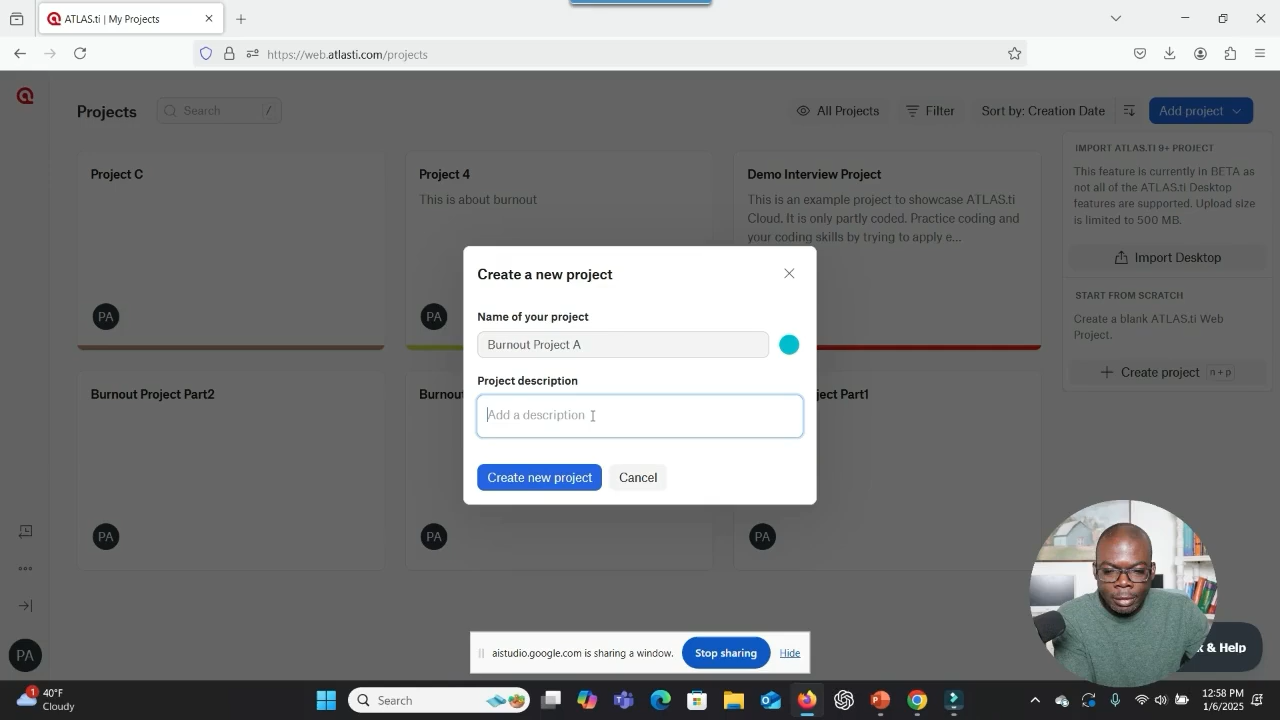 ATLAS.ti | My Projects
https://web.atlasti.com/projects
Projects
Search
/
All Projects
Filter
Sort by: Creation Date
Add project
IMPORT ATLAS.TI 9+ PROJECT
This feature is currently in BETA as
not all of the ATLAS.ti Desktop
features are supported. Upload size
is limited to 500 MB.
Import Desktop
START FROM SCRATCH
Create a blank ATLAS.ti Web
Project.
Create project
n + p
Project C
PA
Project 4
This is about burnout
PA
Demo Interview Project
This is an example project to showcase ATLAS.ti
Cloud. It is only partly coded. Practice coding and
your coding skills by trying to apply e...
Create a new project
Name of your project
Burnout Project A
Project description
Add a description
Create new project
Cancel
Burnout Project Part2
PA
Burnou
PA
ject Part1
PA
PA
& Help
aistudio.google.com is sharing a window.
Stop sharing
Hide
1
40°F
Cloudy
Search
12:58 PM
1/6/2025